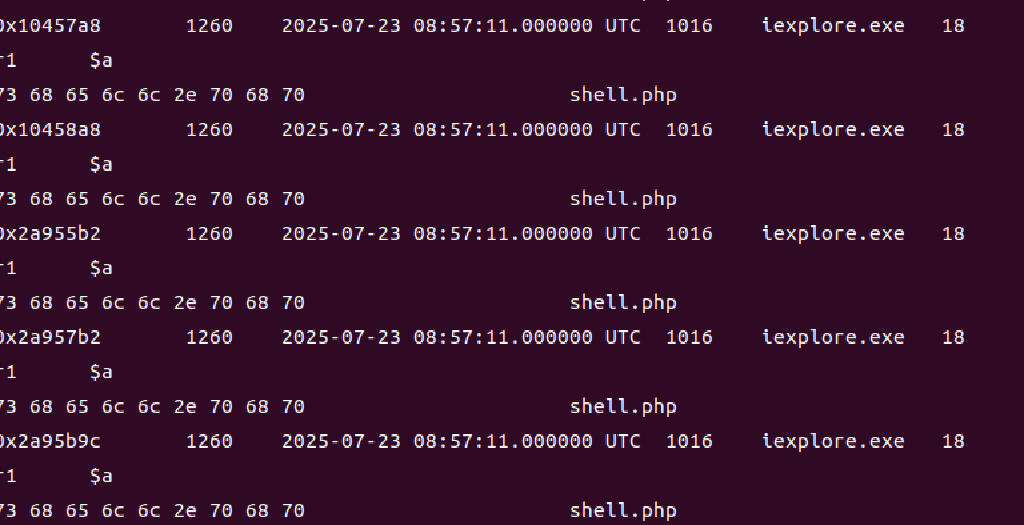 0x10457a8 1260 2025-07-23 08:57:11.000000 UTC 1016 iexplore.exe 18
r1 $a
73 68 65 6c 6c 2e 70 68 70 shell.php
0x10458a8 1260 2025-07-23 08:57:11.000000 UTC 1016 iexplore.exe 18
r1 $a
73 68 65 6c 6c 2e 70 68 70 shell.php
0x2a955b2 1260 2025-07-23 08:57:11.000000 UTC 1016 iexplore.exe 18
r1 $a
73 68 65 6c 6c 2e 70 68 70 shell.php
0x2a957b2 1260 2025-07-23 08:57:11.000000 UTC 1016 iexplore.exe 18
r1 $a
73 68 65 6c 6c 2e 70 68 70 shell.php
0x2a95b9c 1260 2025-07-23 08:57:11.000000 UTC 1016 iexplore.exe 18
r1 $a
73 68 65 6c 6c 2e 70 68 70 shell.php